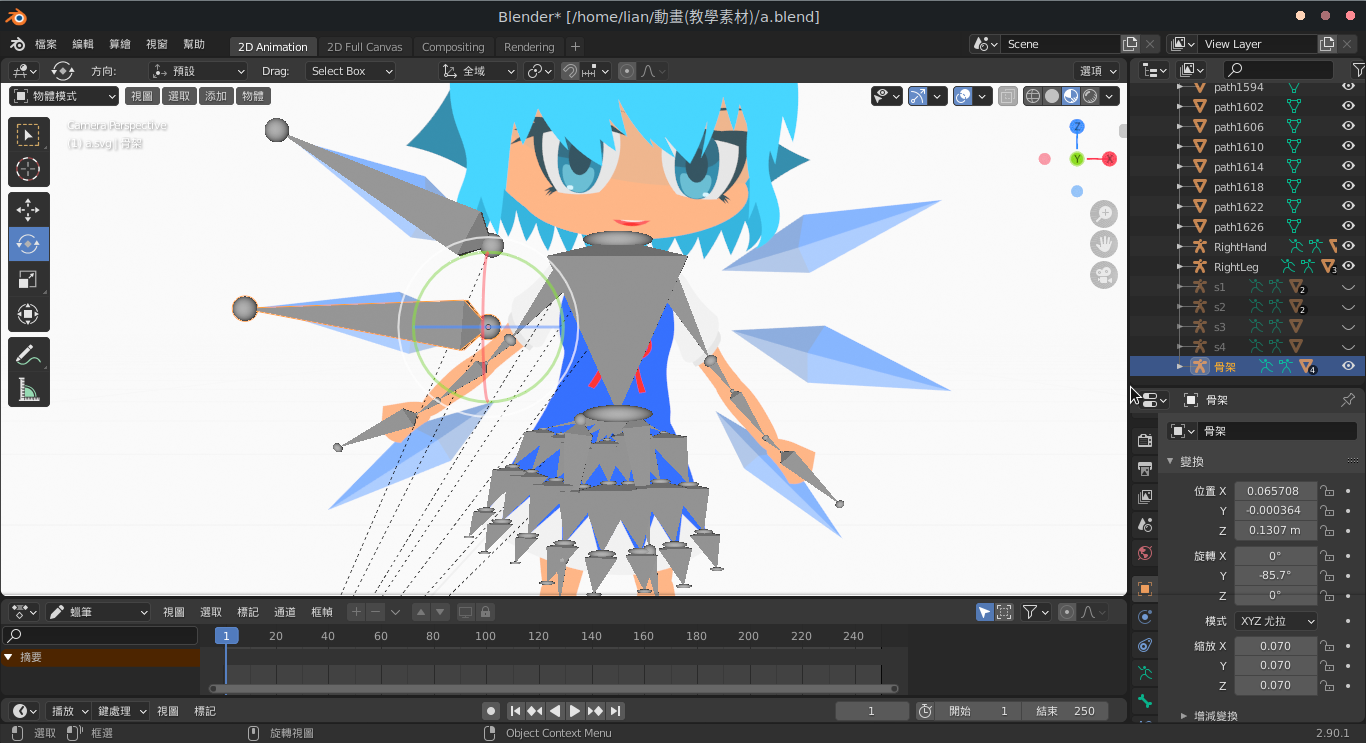 Blender* [/home/lian/動畫(教學素材)/a.blend]
檔案 編輯 算繪 視窗 幫助 2D Animation 2D Full Canvas Compositing Rendering + Scene View Layer
方向: 預設 Drag: Select Box 全域 選項
物體模式 視圖 選取 添加 物體
Camera Perspective
(1) a.svg | 骨架
Z
Y
X
path1594
path1602
path1606
path1610
path1614
path1618
path1622
path1626
RightHand
RightLeg 3
s1 2
s2 2
s3
s4
骨架 4
骨架
骨架
變換
位置 X 0.065708
Y -0.000364
Z 0.1307 m
旋轉 X 0°
Y -85.7°
Z 0°
模式 XYZ 尤拉
縮放 X 0.070
Y 0.070
Z 0.070
增減變換
蠟筆 視圖 選取 標記 通道 框幀
1 20 40 60 80 100 120 140 160 180 200 220 240
摘要
播放 鍵處理 視圖 標記 1 開始 1 結束 250
選取 框選 旋轉視圖 Object Context Menu 2.90.1